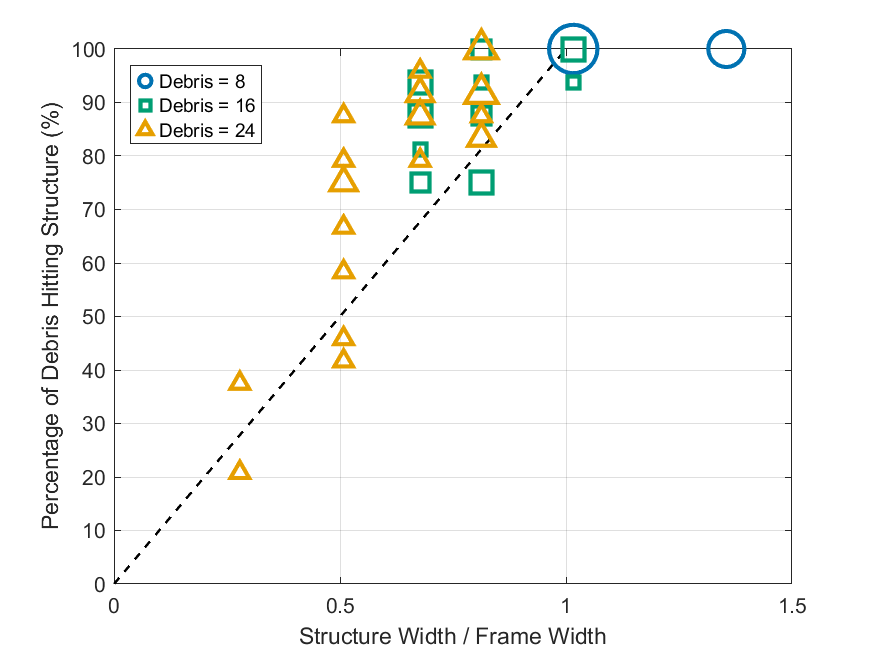 100
90
80
70
60
50
40
30
20
10
0
Percentage of Debris Hitting Structure (%)
Debris = 8
Debris = 16
Debris = 24
0 0.5 1 1.5
Structure Width / Frame Width